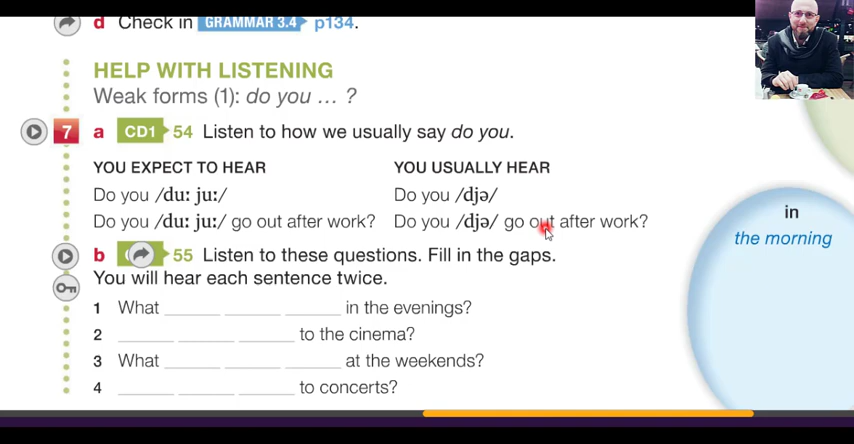 d Check in GRAMMAR 3.4 p134.
HELP WITH LISTENING
Weak forms (1): do you … ?
7 a CD1 54 Listen to how we usually say do you.
YOU EXPECT TO HEAR
Do you /duː juː/
Do you /duː juː/ go out after work?
YOU USUALLY HEAR
Do you /djə/
Do you /djə/ go out after work?
b 55 Listen to these questions. Fill in the gaps.
You will hear each sentence twice.
1 What ______ ______ ______ in the evenings?
2 ______ ______ ______ to the cinema?
3 What ______ ______ ______ at the weekends?
4 ______ ______ ______ to concerts?
in
the morning